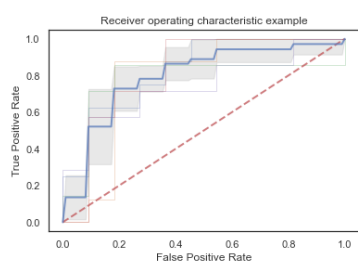 Receiver operating characteristic example
True Positive Rate
1.0
0.8
0.6
0.4
0.2
0.0
0.0 0.2 0.4 0.6 0.8 1.0
False Positive Rate